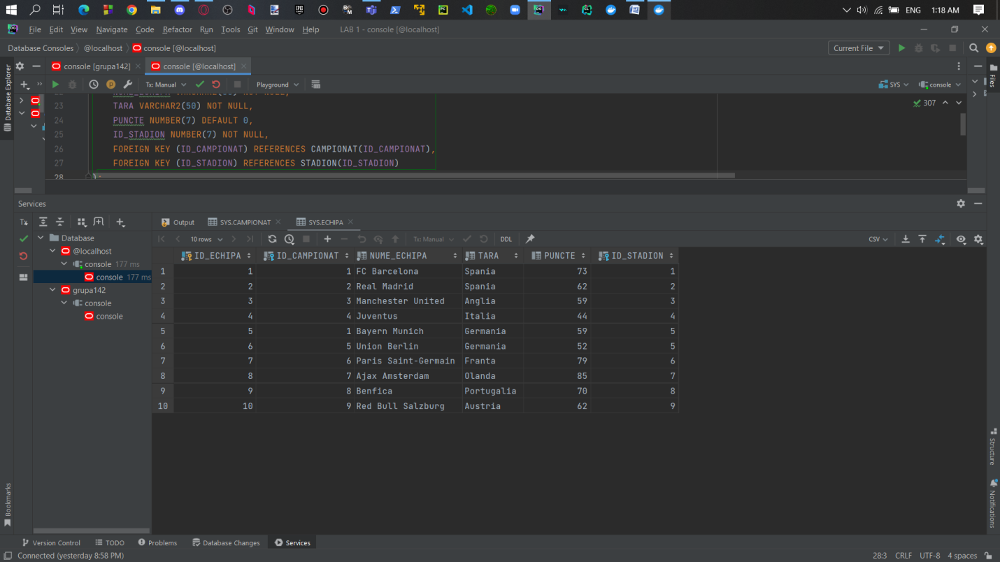 ENG 1:18 AM
File Edit View Navigate Code Refactor Run Tools Git Window Help LAB 1 - console [@localhost]
Database Consoles @localhost console [@localhost] Current File
console [grupa142] console [@localhost]
Tx: Manual Playground SYS console
23 TARA VARCHAR2(50) NOT NULL, 307
24 PUNCTE NUMBER(7) DEFAULT 0,
25 ID_STADION NUMBER(7) NOT NULL,
26 FOREIGN KEY (ID_CAMPIONAT) REFERENCES CAMPIONAT(ID_CAMPIONAT),
27 FOREIGN KEY (ID_STADION) REFERENCES STADION(ID_STADION)
28
Database Explorer
Files
Services
Tx Output SYS.CAMPIONAT SYS.ECHIPA
Database
@localhost
console 177 ms
console 177 ms
grupa142
console
console
10 rows Tx: Manual DDL CSV
ID_ECHIPA ID_CAMPIONAT NUME_ECHIPA TARA PUNCTE ID_STADION
1 1 1 FC Barcelona Spania 73 1
2 2 2 Real Madrid Spania 62 2
3 3 3 Manchester United Anglia 59 3
4 4 4 Juventus Italia 44 4
5 5 1 Bayern Munich Germania 59 5
6 6 5 Union Berlin Germania 52 5
7 7 6 Paris Saint-Germain Franta 79 6
8 8 7 Ajax Amsterdam Olanda 85 7
9 9 8 Benfica Portugalia 70 8
10 10 9 Red Bull Salzburg Austria 62 9
Structure
Notifications
Bookmarks
Version Control TODO Problems Database Changes Services
Connected (yesterday 8:58 PM) 28:3 CRLF UTF-8 4 spaces